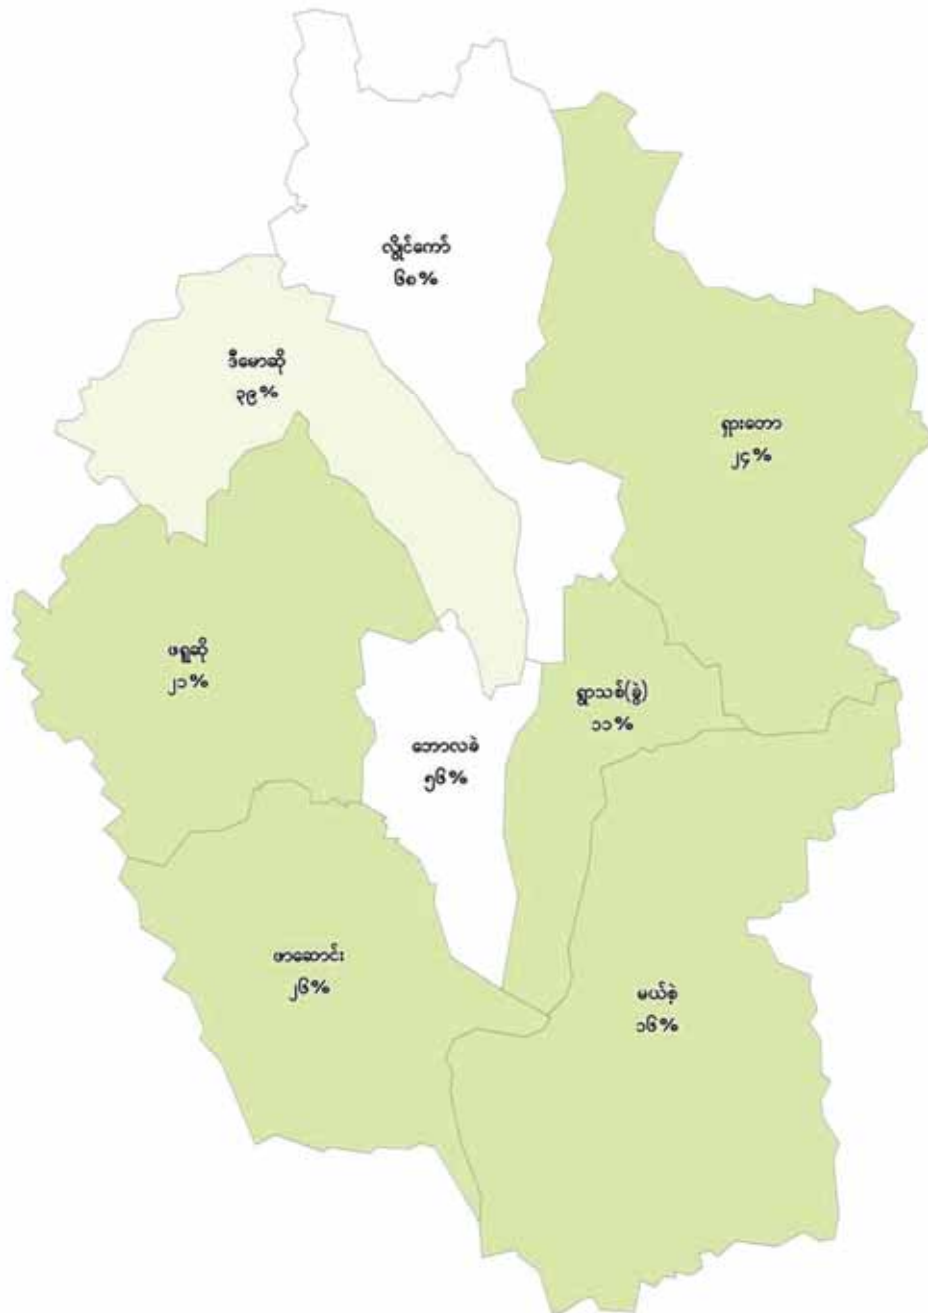 လွိုင်ကော်
၆၈%
ဒီမောဆို
၃၉%
ရှားတော
၂၄%
ဖရူဆို
၂၁%
ရွာသစ်(ခွဲ)
၁၁%
ဘောလခဲ
၅၆%
ဖာဆောင်း
၂၆%
မယ်စဲ့
၁၆%